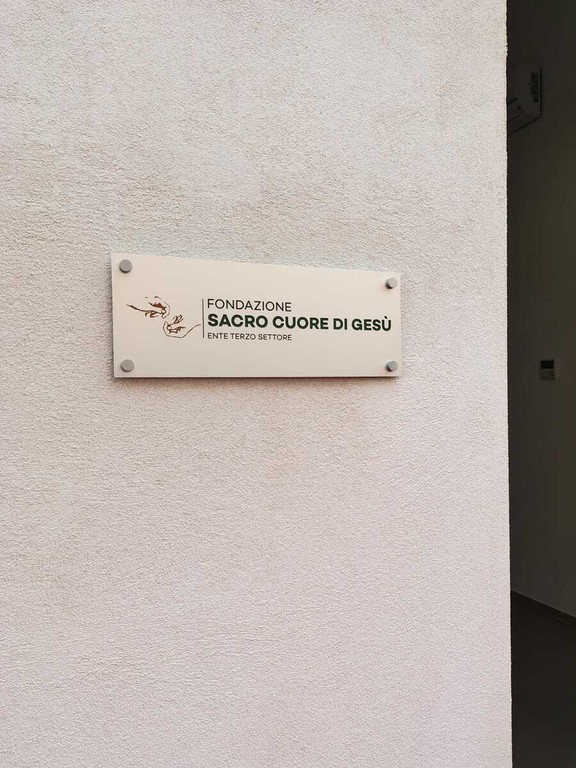 FONDAZIONE
SACRO CUORE DI GESÙ
ENTE TERZO SETTORE